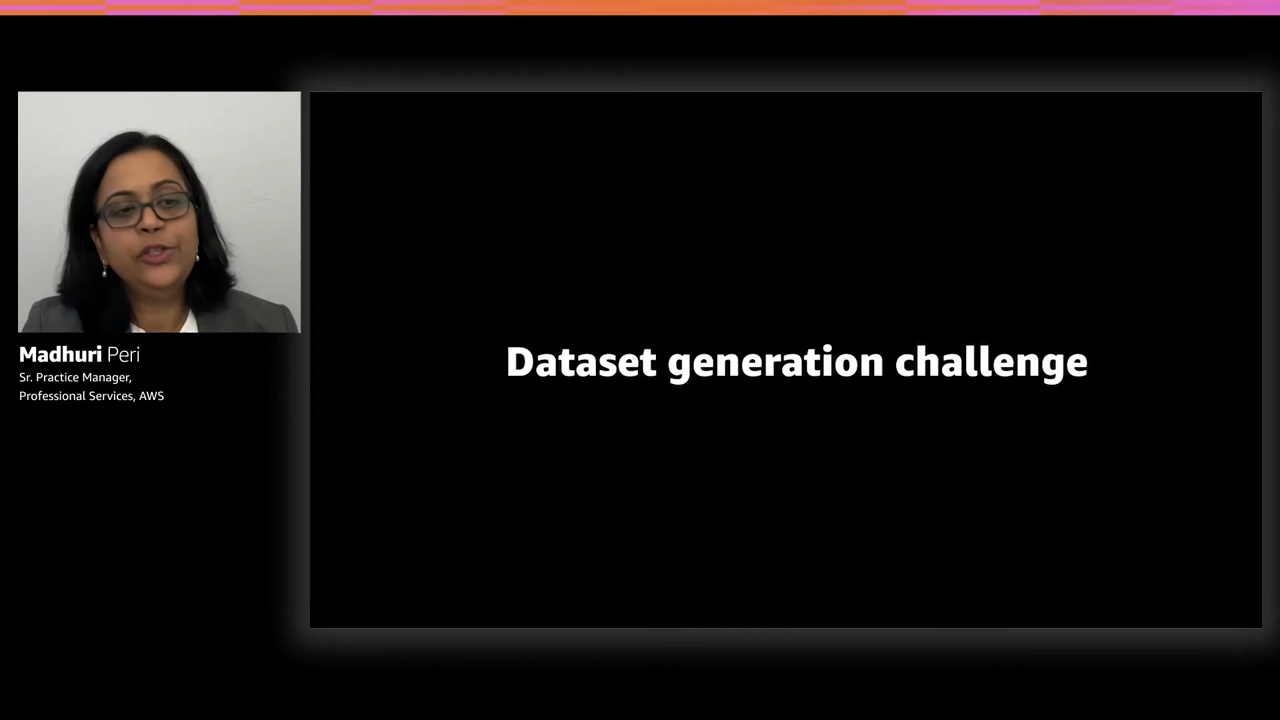 Madhuri Peri
Sr. Practice Manager,
Professional Services, AWS
Dataset generation challenge